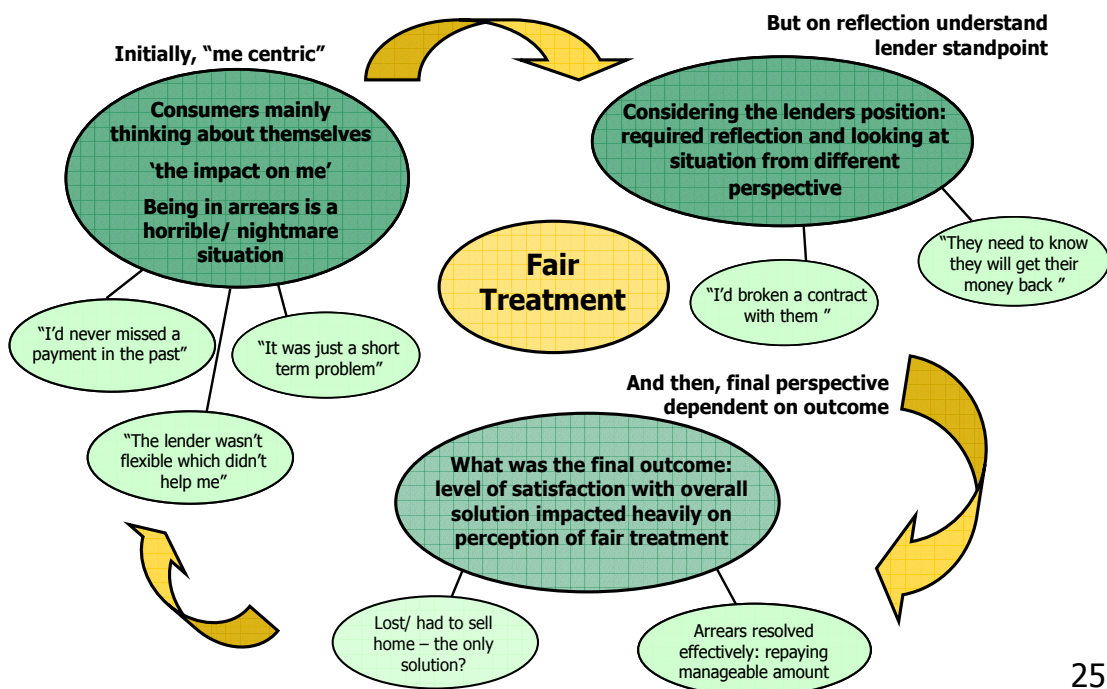 Initially, “me centric”
Consumers mainly
thinking about themselves
‘the impact on me’
Being in arrears is a
horrible/ nightmare
situation
“I’d never missed a
payment in the past”
“It was just a short
term problem”
“The lender wasn’t
flexible which didn’t
help me”
But on reflection understand
lender standpoint
Considering the lenders position:
required reflection and looking at
situation from different
perspective
“I’d broken a contract
with them ”
“They need to know
they will get their
money back ”
Fair
Treatment
And then, final perspective
dependent on outcome
What was the final outcome:
level of satisfaction with overall
solution impacted heavily on
perception of fair treatment
Lost/ had to sell
home – the only
solution?
Arrears resolved
effectively: repaying
manageable amount
25